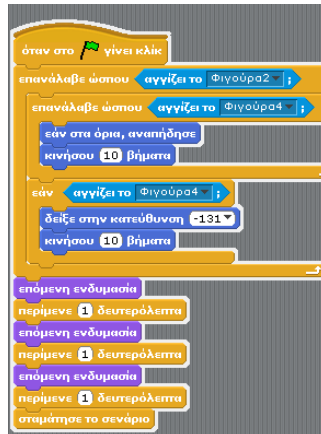 όταν στο γίνει κλικ
επανάλαβε ώσπου αγγίζει το Φιγούρα2 ;
επανάλαβε ώσπου αγγίζει το Φιγούρα4 ;
εάν στα όρια, αναπήδησε
κινήσου 10 βήματα
εάν αγγίζει το Φιγούρα4 ;
δείξε στην κατεύθυνση -131
κινήσου 10 βήματα
επόμενη ενδυμασία
περίμενε 1 δευτερόλεπτα
επόμενη ενδυμασία
περίμενε 1 δευτερόλεπτα
επόμενη ενδυμασία
περίμενε 1 δευτερόλεπτα
σταμάτησε το σενάριο